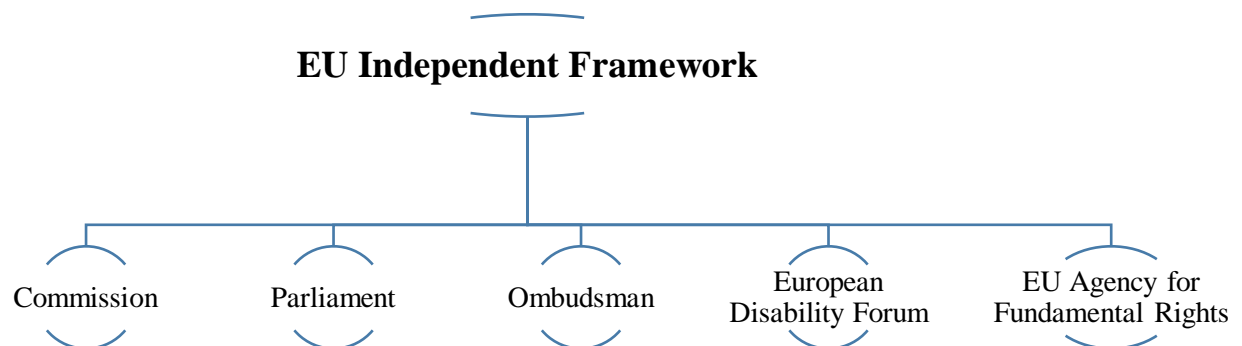 EU Independent Framework
Commission
Parliament
Ombudsman
European
Disability Forum
EU Agency for
Fundamental Rights